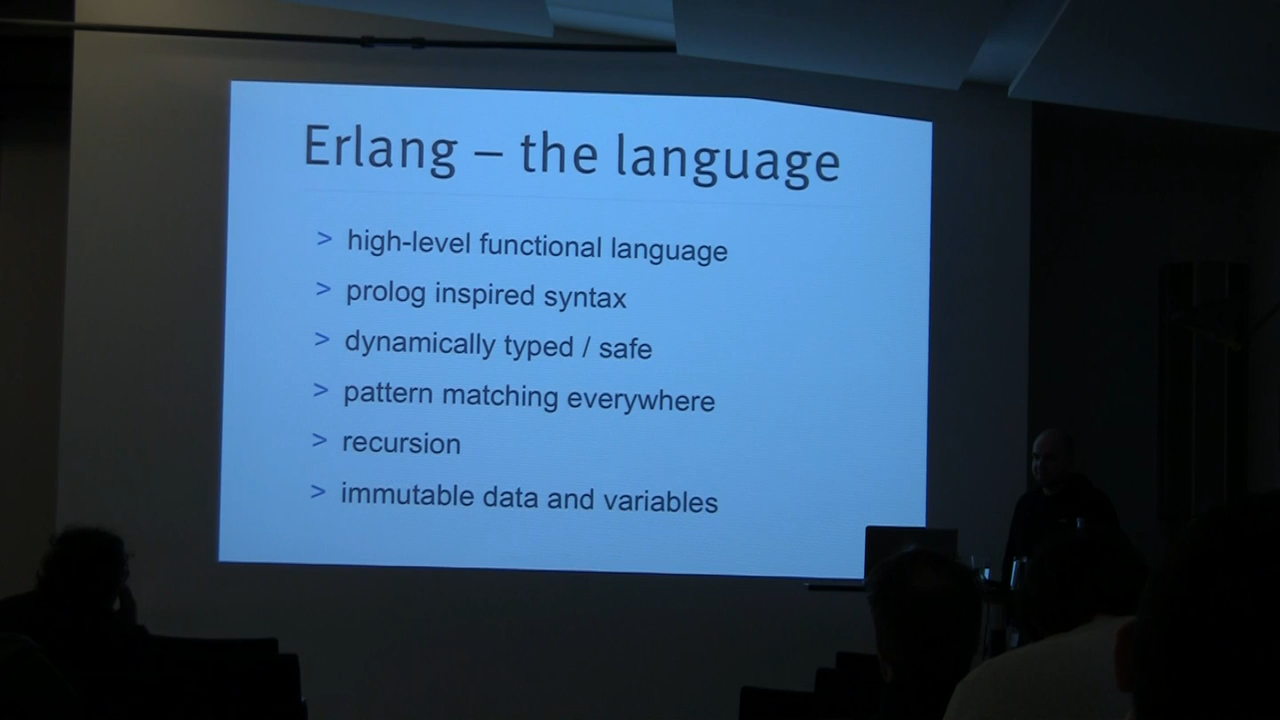 Erlang – the language
> high-level functional language
> prolog inspired syntax
> dynamically typed / safe
> pattern matching everywhere
> recursion
> immutable data and variables